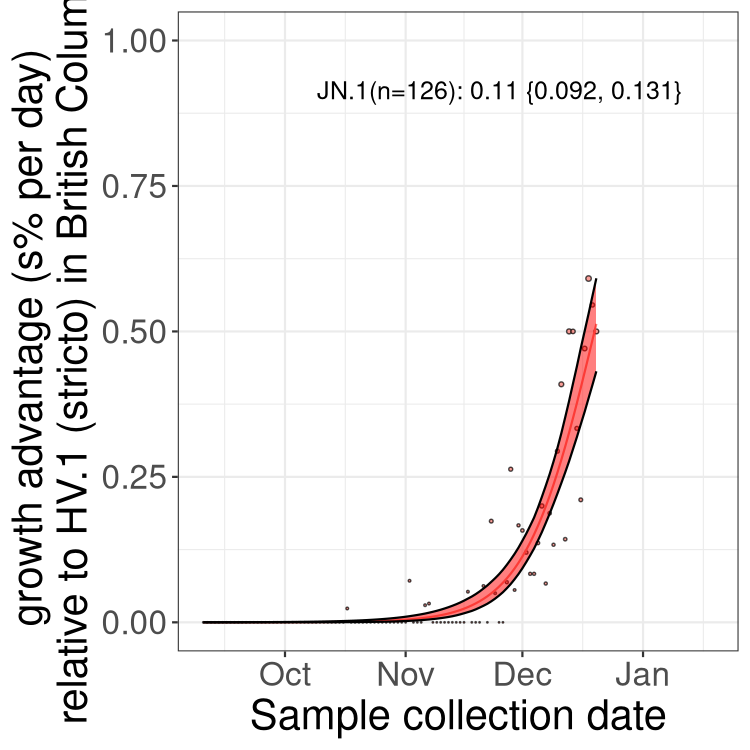 growth advantage (s% per day)
relative to HV.1 (stricto) in British Colum
1.00
0.75
0.50
0.25
0.00
JN.1(n=126): 0.11 {0.092, 0.131}
Oct Nov Dec Jan
Sample collection date